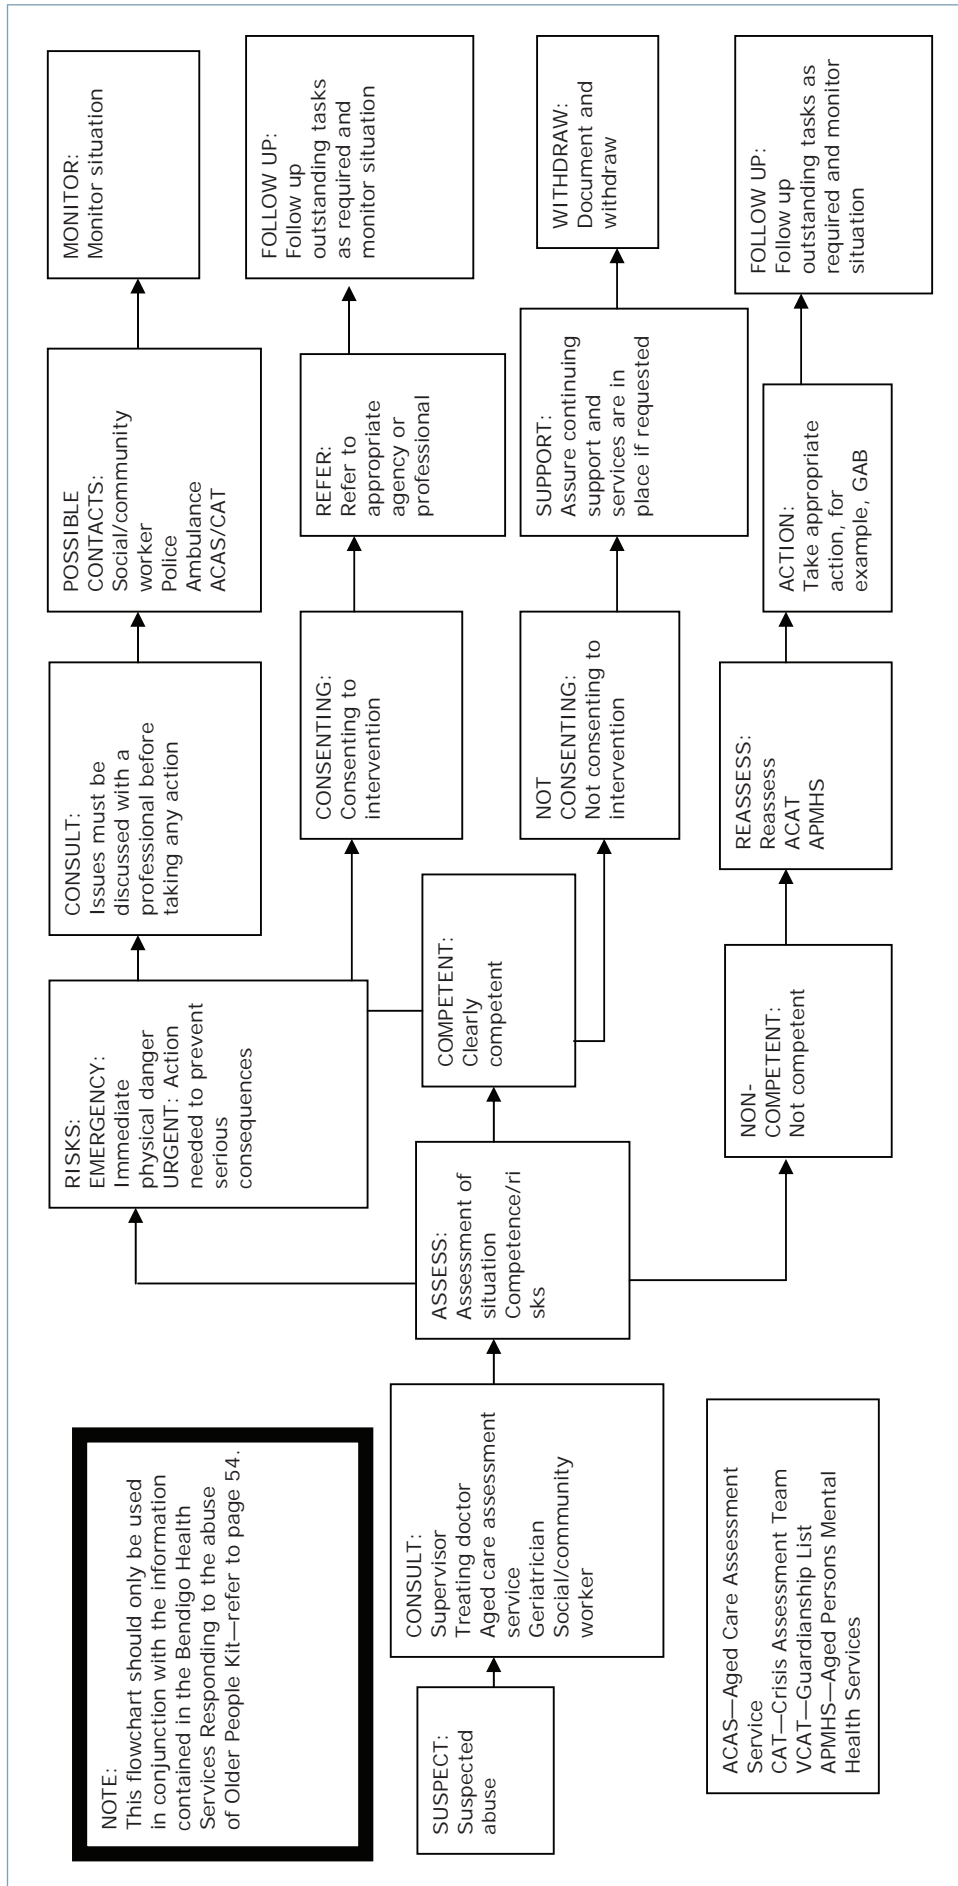 NOTE:
This flowchart should only be used
in conjunction with the information
contained in the Bendigo Health
Services Responding to the abuse
of Older People Kit—refer to page 54.
SUSPECT:
Suspected
abuse
CONSULT:
Supervisor
Treating doctor
Aged care assessment
service
Geriatrician
Social/community
worker
ASSESS:
Assessment of
situation
Competence/ri
sks
RISKS:
EMERGENCY:
Immediate
physical danger
URGENT: Action
needed to prevent
serious
consequences
CONSULT:
Issues must be
discussed with a
professional before
taking any action
POSSIBLE
CONTACTS:
Social/community
worker
Police
Ambulance
ACAS/CAT
MONITOR:
Monitor situation
COMPETENT:
Clearly
competent
CONSENTING:
Consenting to
intervention
REFER:
Refer to
appropriate
agency or
professional
FOLLOW UP:
Follow up
outstanding tasks
as required and
monitor situation
NOT
CONSENTING:
Not consenting to
intervention
SUPPORT:
Assure continuing
support and
services are in
place if requested
WITHDRAW:
Document and
withdraw
NON-
COMPETENT:
Not competent
REASSESS:
Reassess
ACAT
APMHS
ACTION:
Take appropriate
action, for
example, GAB
FOLLOW UP:
Follow up
outstanding tasks as
required and monitor
situation
ACAS—Aged Care Assessment
Service
CAT—Crisis Assessment Team
VCAT—Guardianship List
APMHS—Aged Persons Mental
Health Services